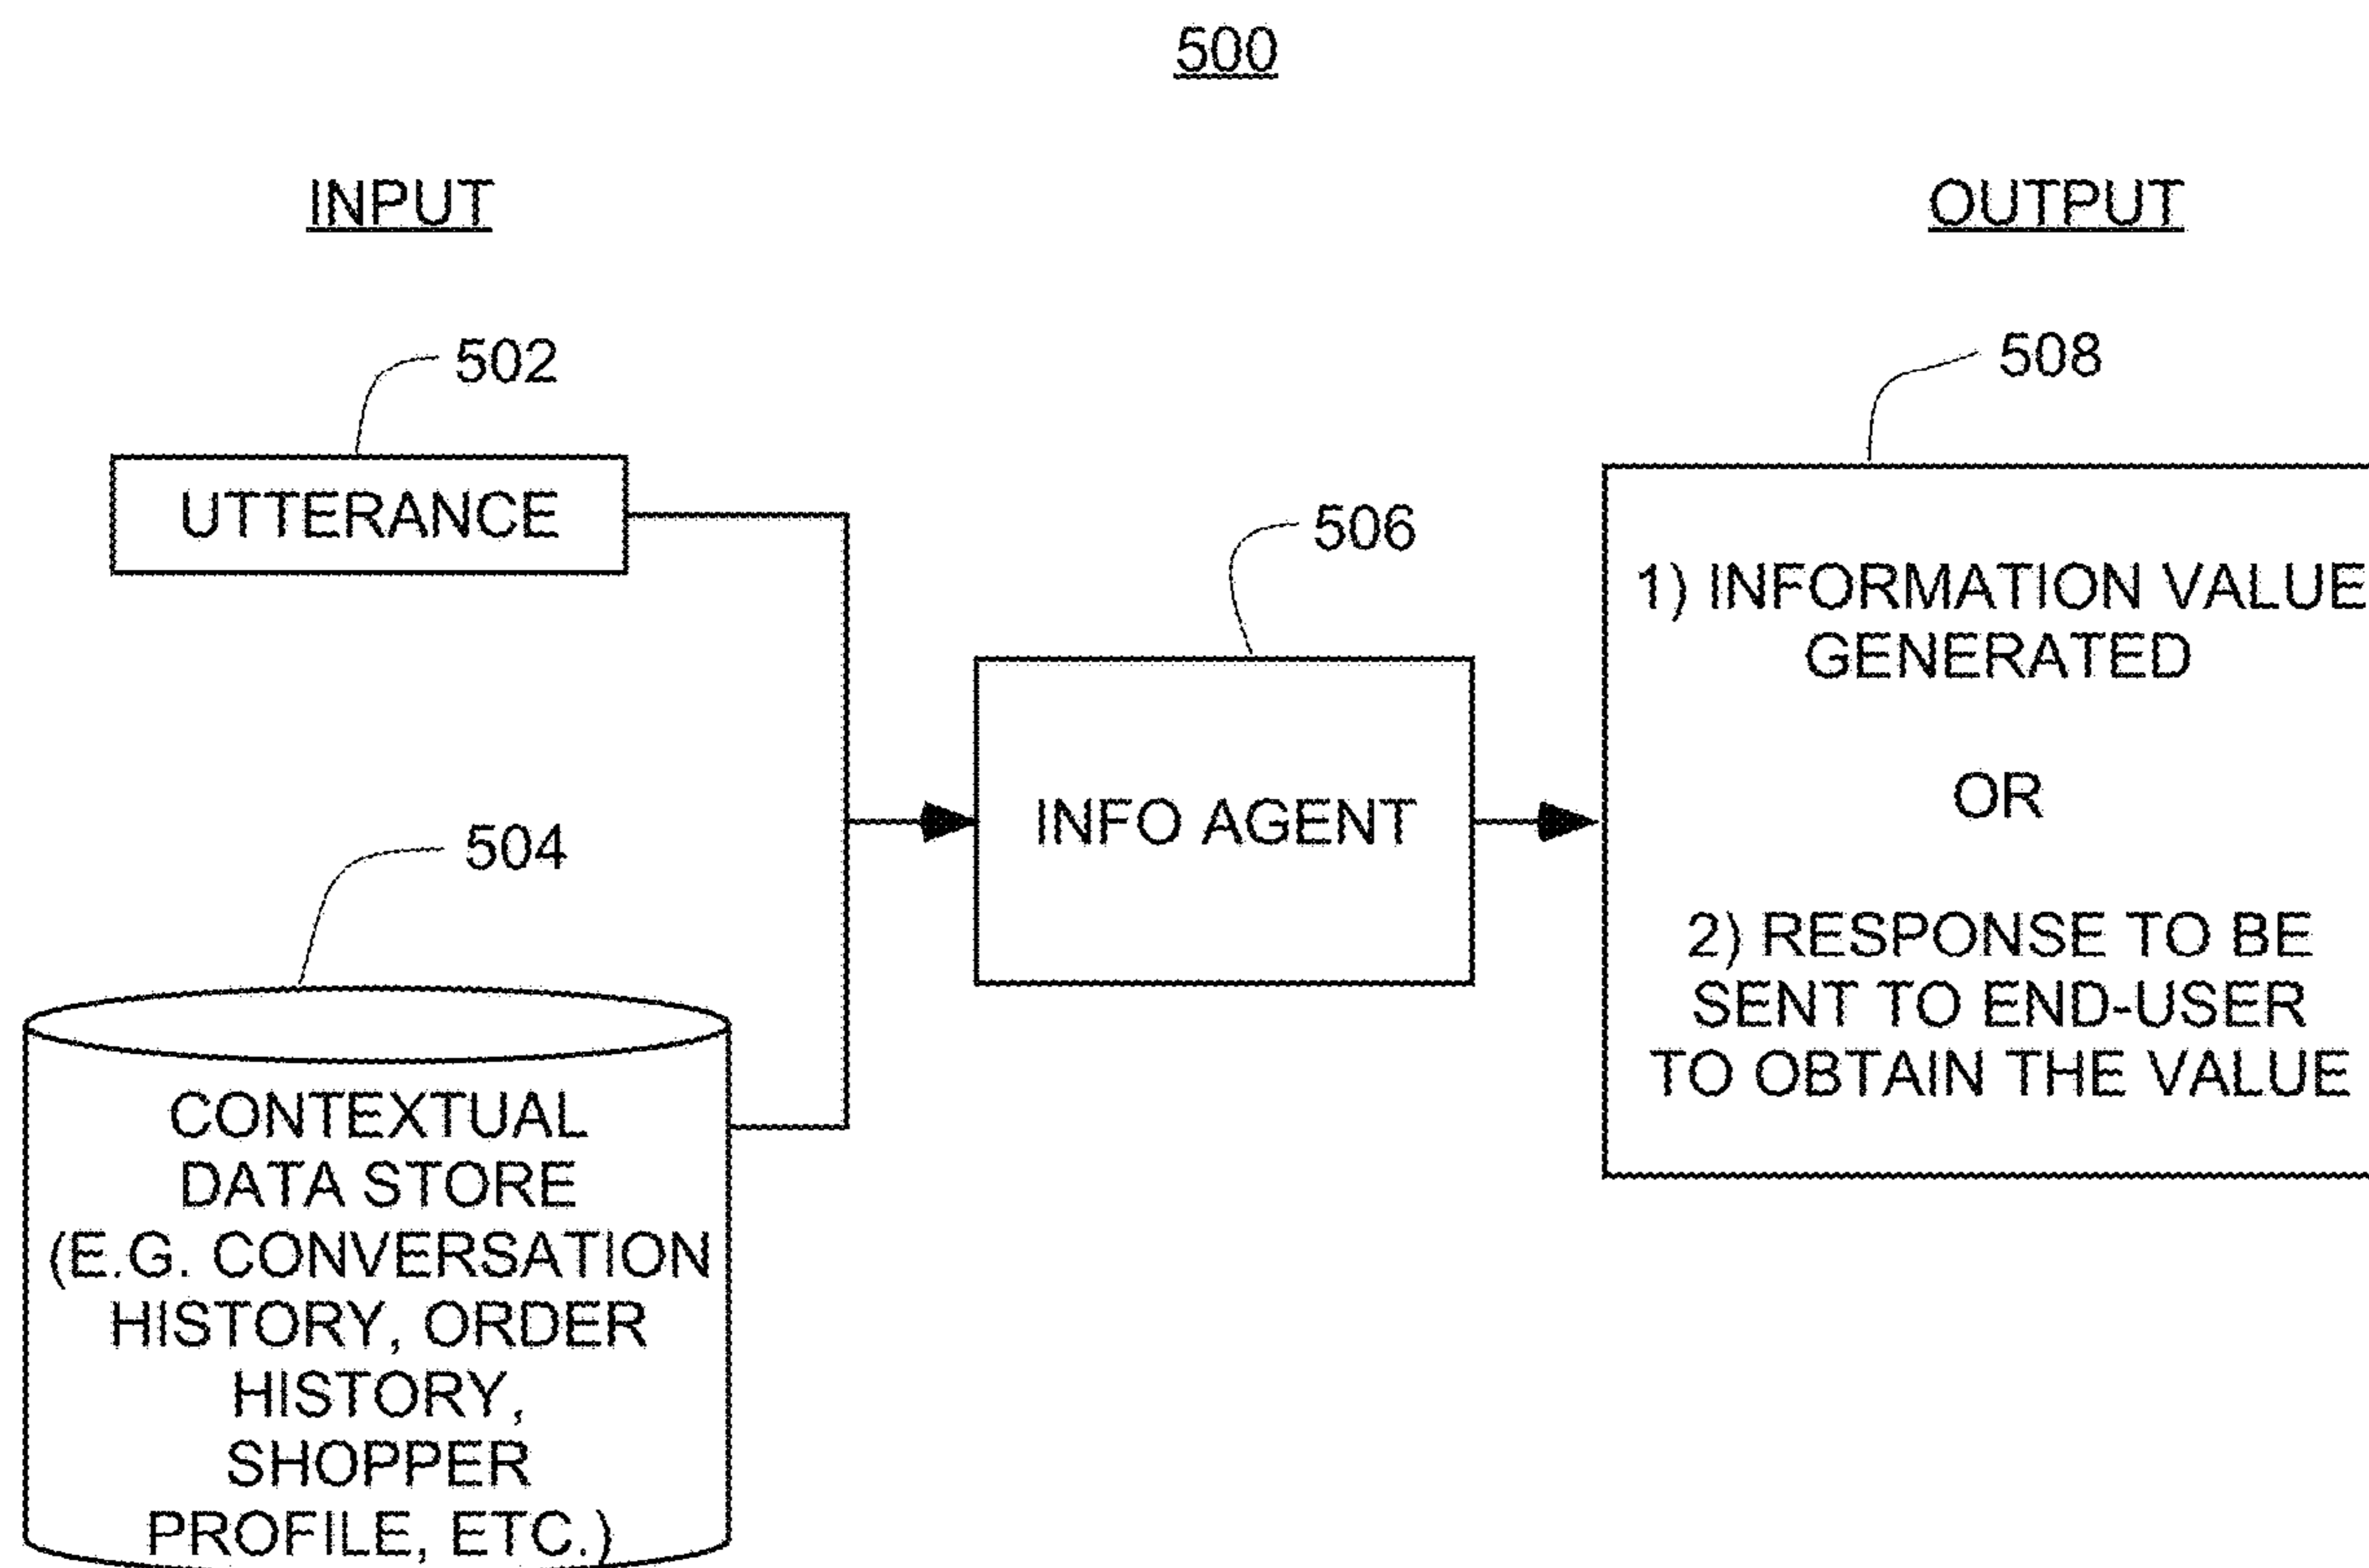 500
INPUT
OUTPUT
502
UTTERANCE
504
CONTEXTUAL
DATA STORE
(E.G. CONVERSATION
HISTORY, ORDER
HISTORY,
SHOPPER
PROFILE, ETC.)
506
INFO AGENT
508
1) INFORMATION VALUE
GENERATED
OR
2) RESPONSE TO BE
SENT TO END-USER
TO OBTAIN THE VALUE